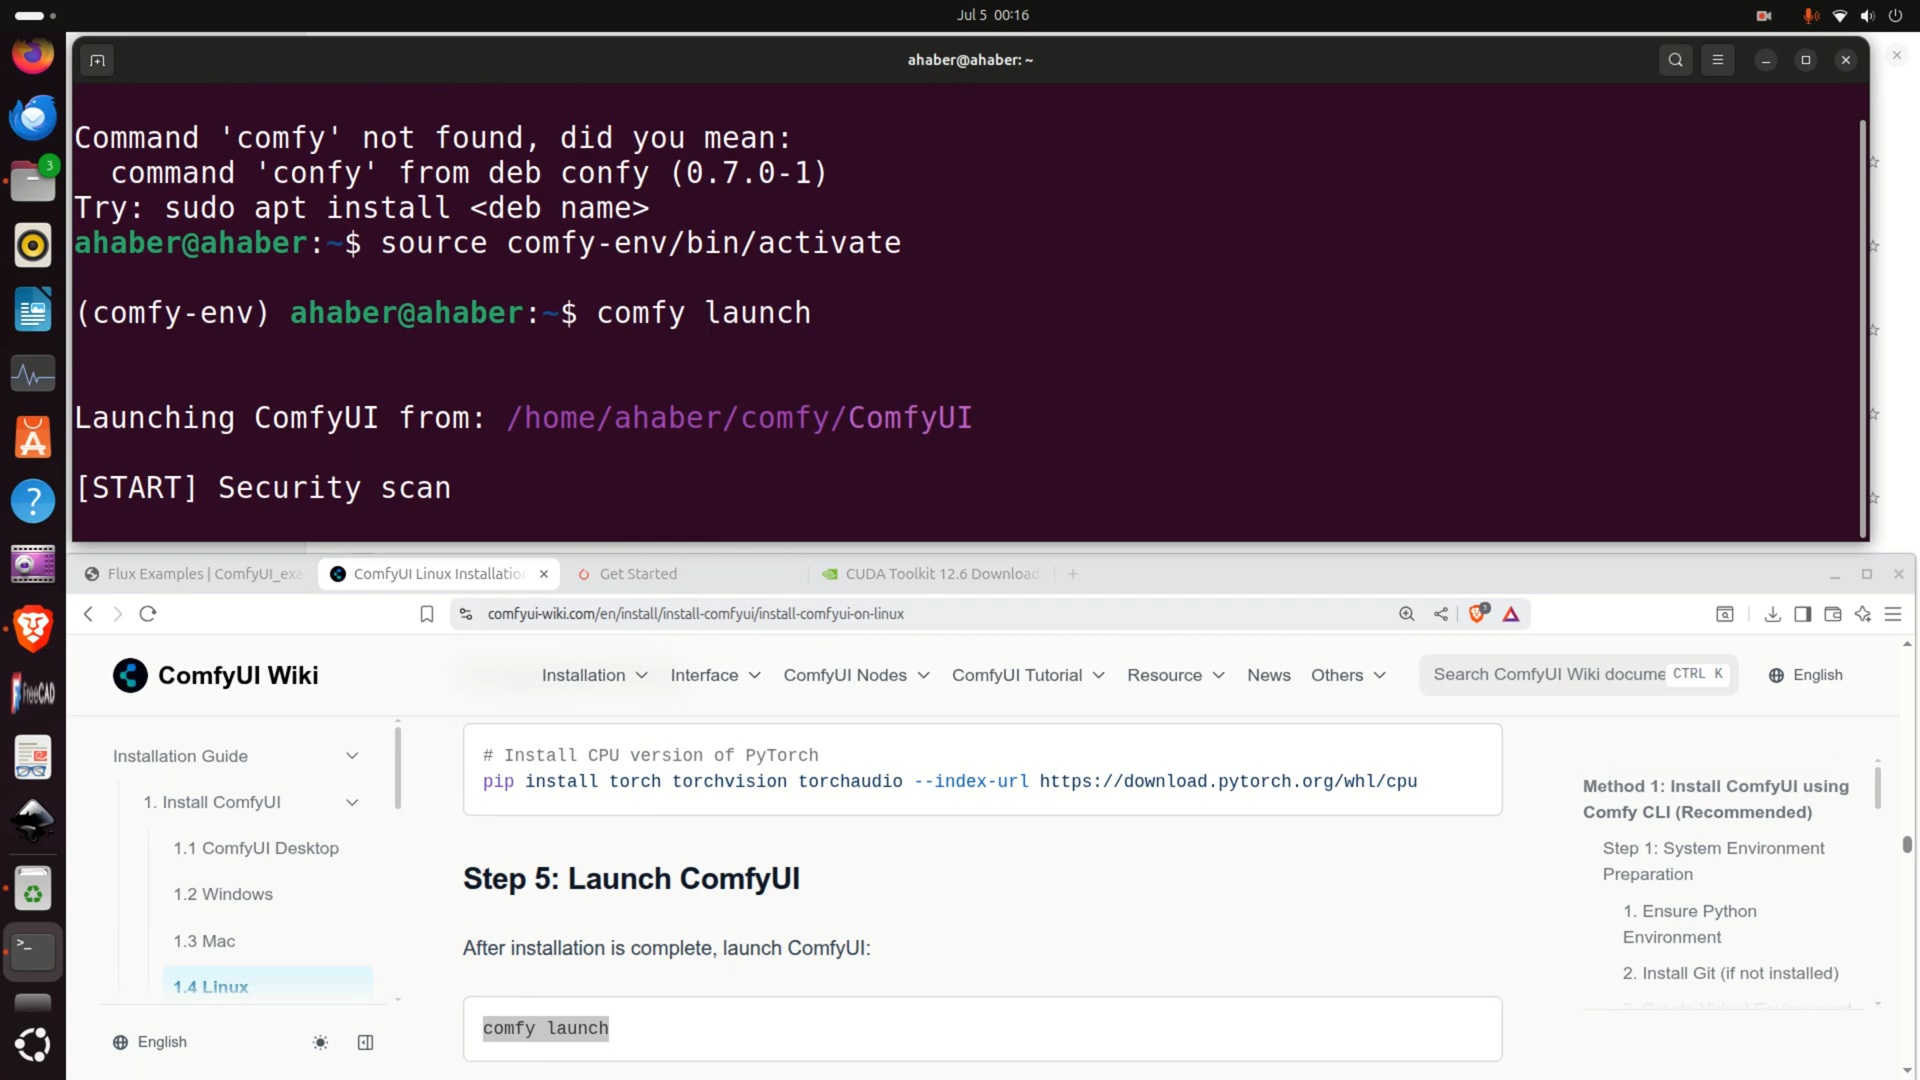 Jul 5 00:16
ahaber@ahaber: ~
Command 'comfy' not found, did you mean:
command 'confy' from deb confy (0.7.0-1)
Try: sudo apt install <deb name>
ahaber@ahaber:~$ source comfy-env/bin/activate
(comfy-env) ahaber@ahaber:~$ comfy launch
Launching ComfyUI from: /home/ahaber/comfy/ComfyUI
[START] Security scan
3
FreeCAD
Flux Examples | ComfyUI_exa
ComfyUI Linux Installatio
Get Started
CUDA Toolkit 12.6 Download
comfyui-wiki.com/en/install/install-comfyui/install-comfyui-on-linux
3
ComfyUI Wiki
Installation
Interface
ComfyUI Nodes
ComfyUI Tutorial
Resource
News
Others
Search ComfyUI Wiki docume
CTRL K
English
Installation Guide
1. Install ComfyUI
1.1 ComfyUI Desktop
1.2 Windows
1.3 Mac
1.4 Linux
English
# Install CPU version of PyTorch
pip install torch torchvision torchaudio --index-url https://download.pytorch.org/whl/cpu
Step 5: Launch ComfyUI
After installation is complete, launch ComfyUI:
comfy launch
Method 1: Install ComfyUI using
Comfy CLI (Recommended)
Step 1: System Environment
Preparation
1. Ensure Python
Environment
2. Install Git (if not installed)